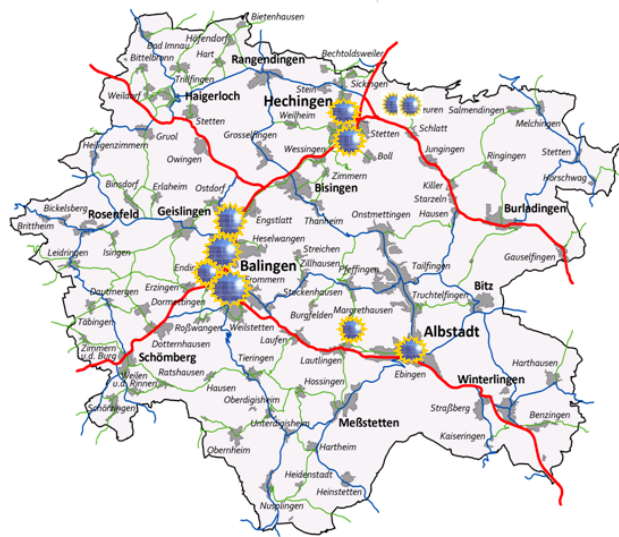 Bietenhausen
Höfendorf
Bad Imnau
Hart
Bittelbronn
Bechtoldsweiler
Rangendingen
Trillfingen
Stein
Sickingen
Weildorf
Haigerloch
Hechingen
Salmendingen
Melchingen
Stetten
Weilheim
Gruol
Grosselfingen
Stetten
Schlatt
Heiligenzimmern
Wessingen
Boll
Jungingen
Ringingen
Stetten
Owingen
Zimmern
Hörschwag
Binsdorf
Erlaheim
Ostdorf
Bisingen
Killer
Starzeln
Bickelsberg
Rosenfeld
Geislingen
Engstlatt
Thanheim
Onstmettingen
Hausen
Burladingen
Brittheim
Heselwangen
Leidringen
Isingen
Streichen
Zillhausen
Balingen
Pfeffingen
Tailfingen
Gauselfingen
Erzingen
Frommern
Truchtelfingen
Bitz
Dautmergen
Stockenhausen
Dormettingen
Margrethausen
Täbingen
Burgfelden
Roßwangen
Weilstetten
Albstadt
Dotternhausen
Laufen
Zimmern
u.d. Burg
Schömberg
Tieringen
Lautlingen
Harthausen
Weilen
u.d. Rinnen
Ratshausen
Ebingen
Winterlingen
Hausen
Hossingen
Schörzingen
Oberdigisheim
Straßberg
Benzingen
Unterdigisheim
Meßstetten
Kaiseringen
Obernheim
Hartheim
Heidenstadt
Heinstetten
Nusplingen